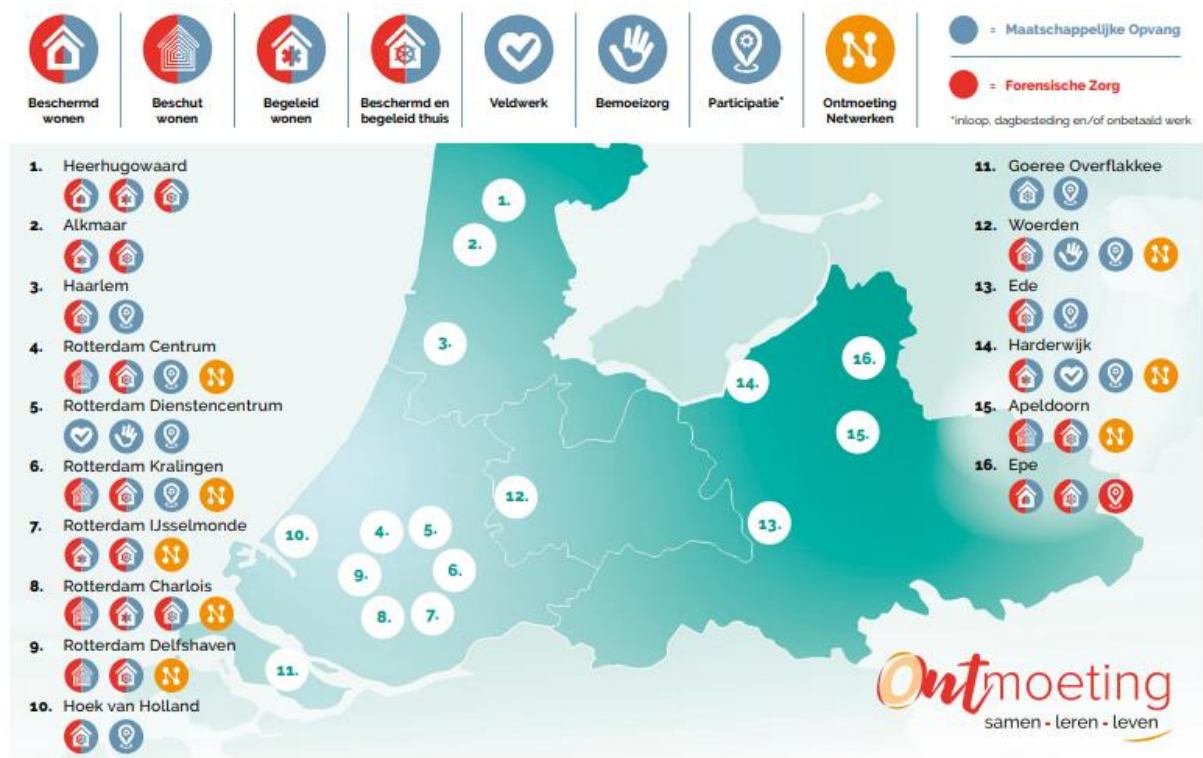 Beschermd
wonen
Beschut
wonen
Begeleid
wonen
Beschermd en
begeleid thuis
Veldwerk
Bemoeizorg
Participatie*
Ontmoeting
Netwerken
= Maatschappelijke Opvang
= Forensische Zorg
*inloop, dagbesteding en/of onbetaald werk
1. Heerhugowaard
2. Alkmaar
3. Haarlem
4. Rotterdam Centrum
5. Rotterdam Dienstencentrum
6. Rotterdam Kralingen
7. Rotterdam IJsselmonde
8. Rotterdam Charlois
9. Rotterdam Delfshaven
10. Hoek van Holland
1.
2.
3.
16.
14.
15.
12.
13.
10.
4.
5.
9.
6.
8.
7.
11.
11. Goeree Overflakkee
12. Woerden
13. Ede
14. Harderwijk
15. Apeldoorn
16. Epe
Ontmoeting
samen - leren - leven